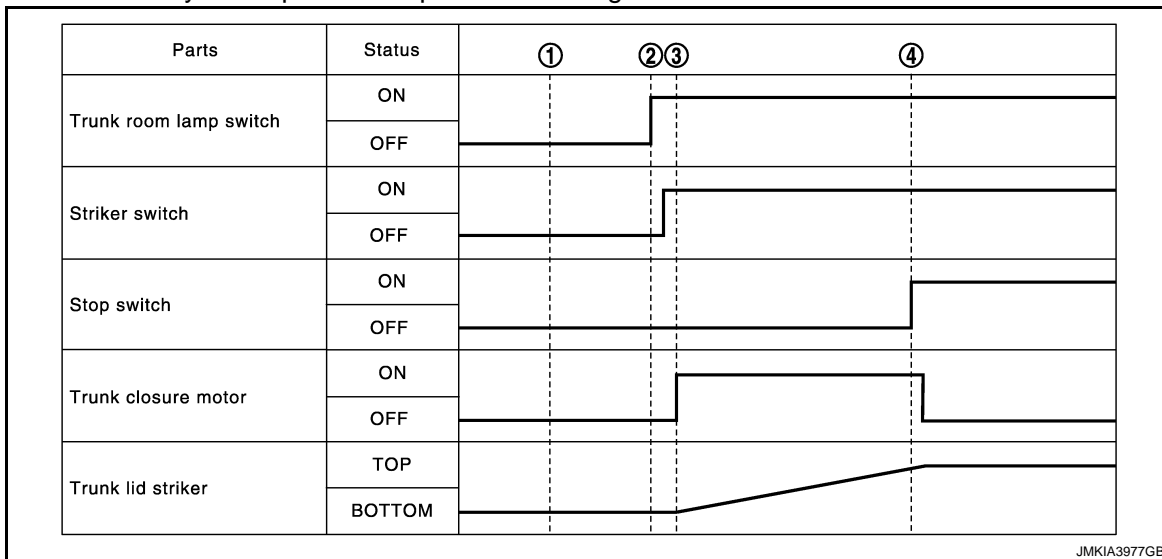 Parts Status ① ②③ ④
Trunk room lamp switch
ON
OFF
Striker switch
ON
OFF
Stop switch
ON
OFF
Trunk closure motor
ON
OFF
Trunk lid striker
TOP
BOTTOM
JMKIA3977GE